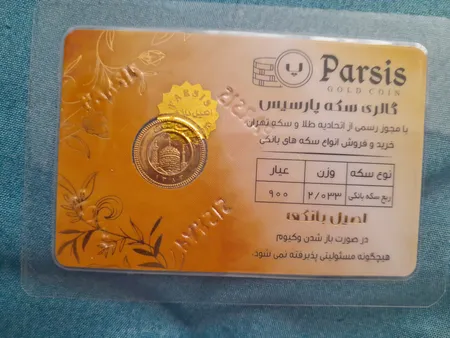 Parsis
GOLD COIN
گالری سکه پارسیس
با مجوز رسمی از اتحادیه طلا و سکه تهران
خرید و فروش انواع سکه های بانکی
نوع سکه وزن عیار
ربع سکه بانکی ۲/۰۳۳ ۹۰۰
اصیل بانکی
در صورت باز شدن وکیوم
هیچگونه مسئولیتی پذیرفته نمی شود.
PARSIS